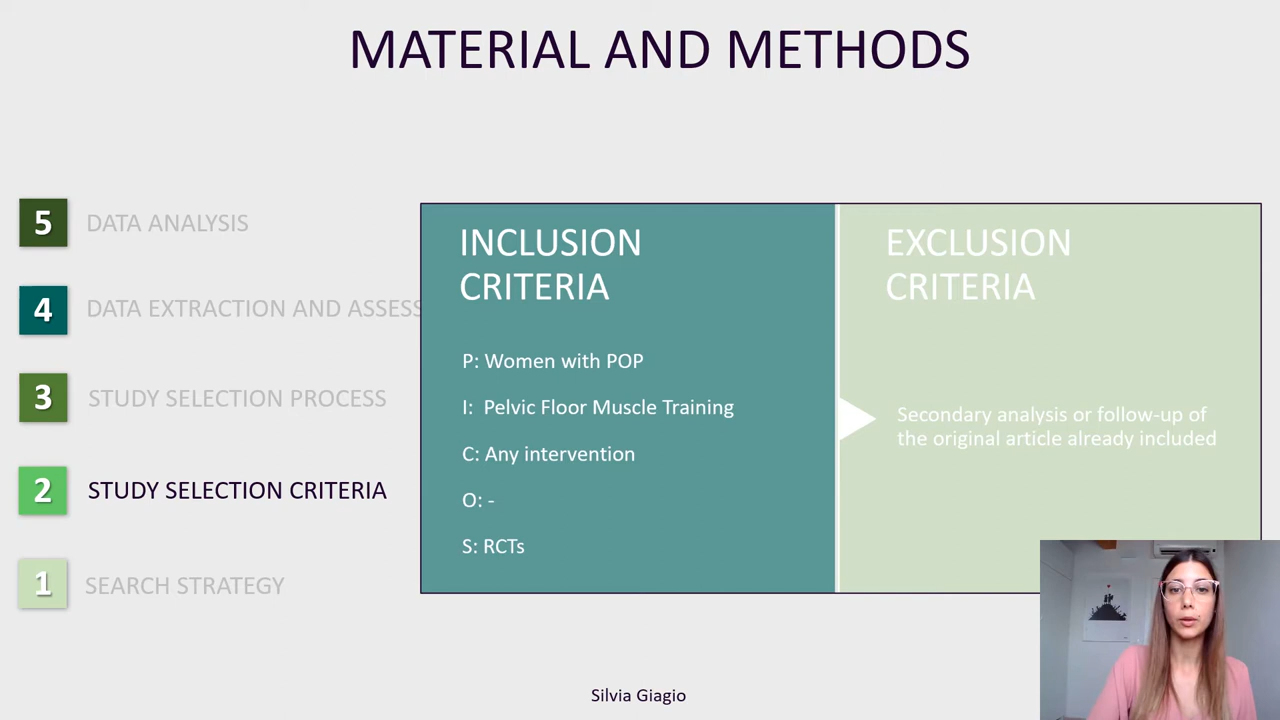 MATERIAL AND METHODS
5 DATA ANALYSIS
4 DATA EXTRACTION AND ASSESS
3 STUDY SELECTION PROCESS
2 STUDY SELECTION CRITERIA
1 SEARCH STRATEGY
INCLUSION
CRITERIA
P: Women with POP
I: Pelvic Floor Muscle Training
C: Any intervention
O: -
S: RCTs
EXCLUSION
CRITERIA
Secondary analysis or follow-up of
the original article already included
Silvia Giagio